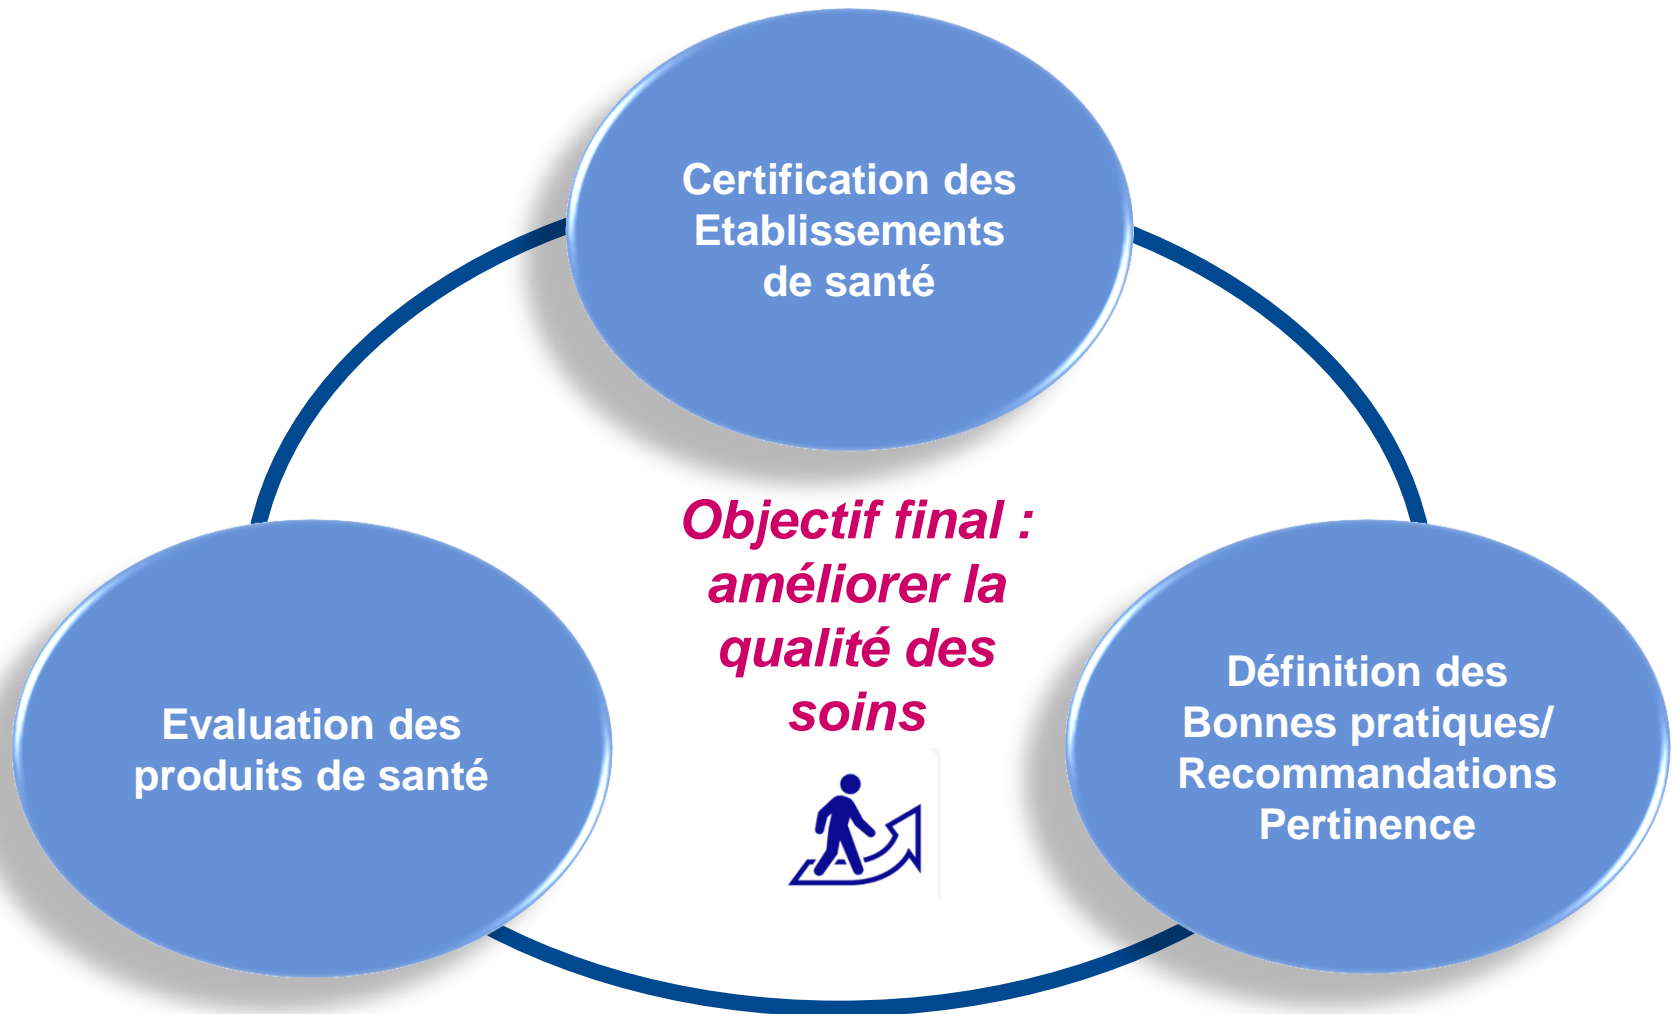 Certification des
Etablissements
de santé
Objectif final :
améliorer la
qualité des
soins
Evaluation des
produits de santé
Définition des
Bonnes pratiques/
Recommandations
Pertinence